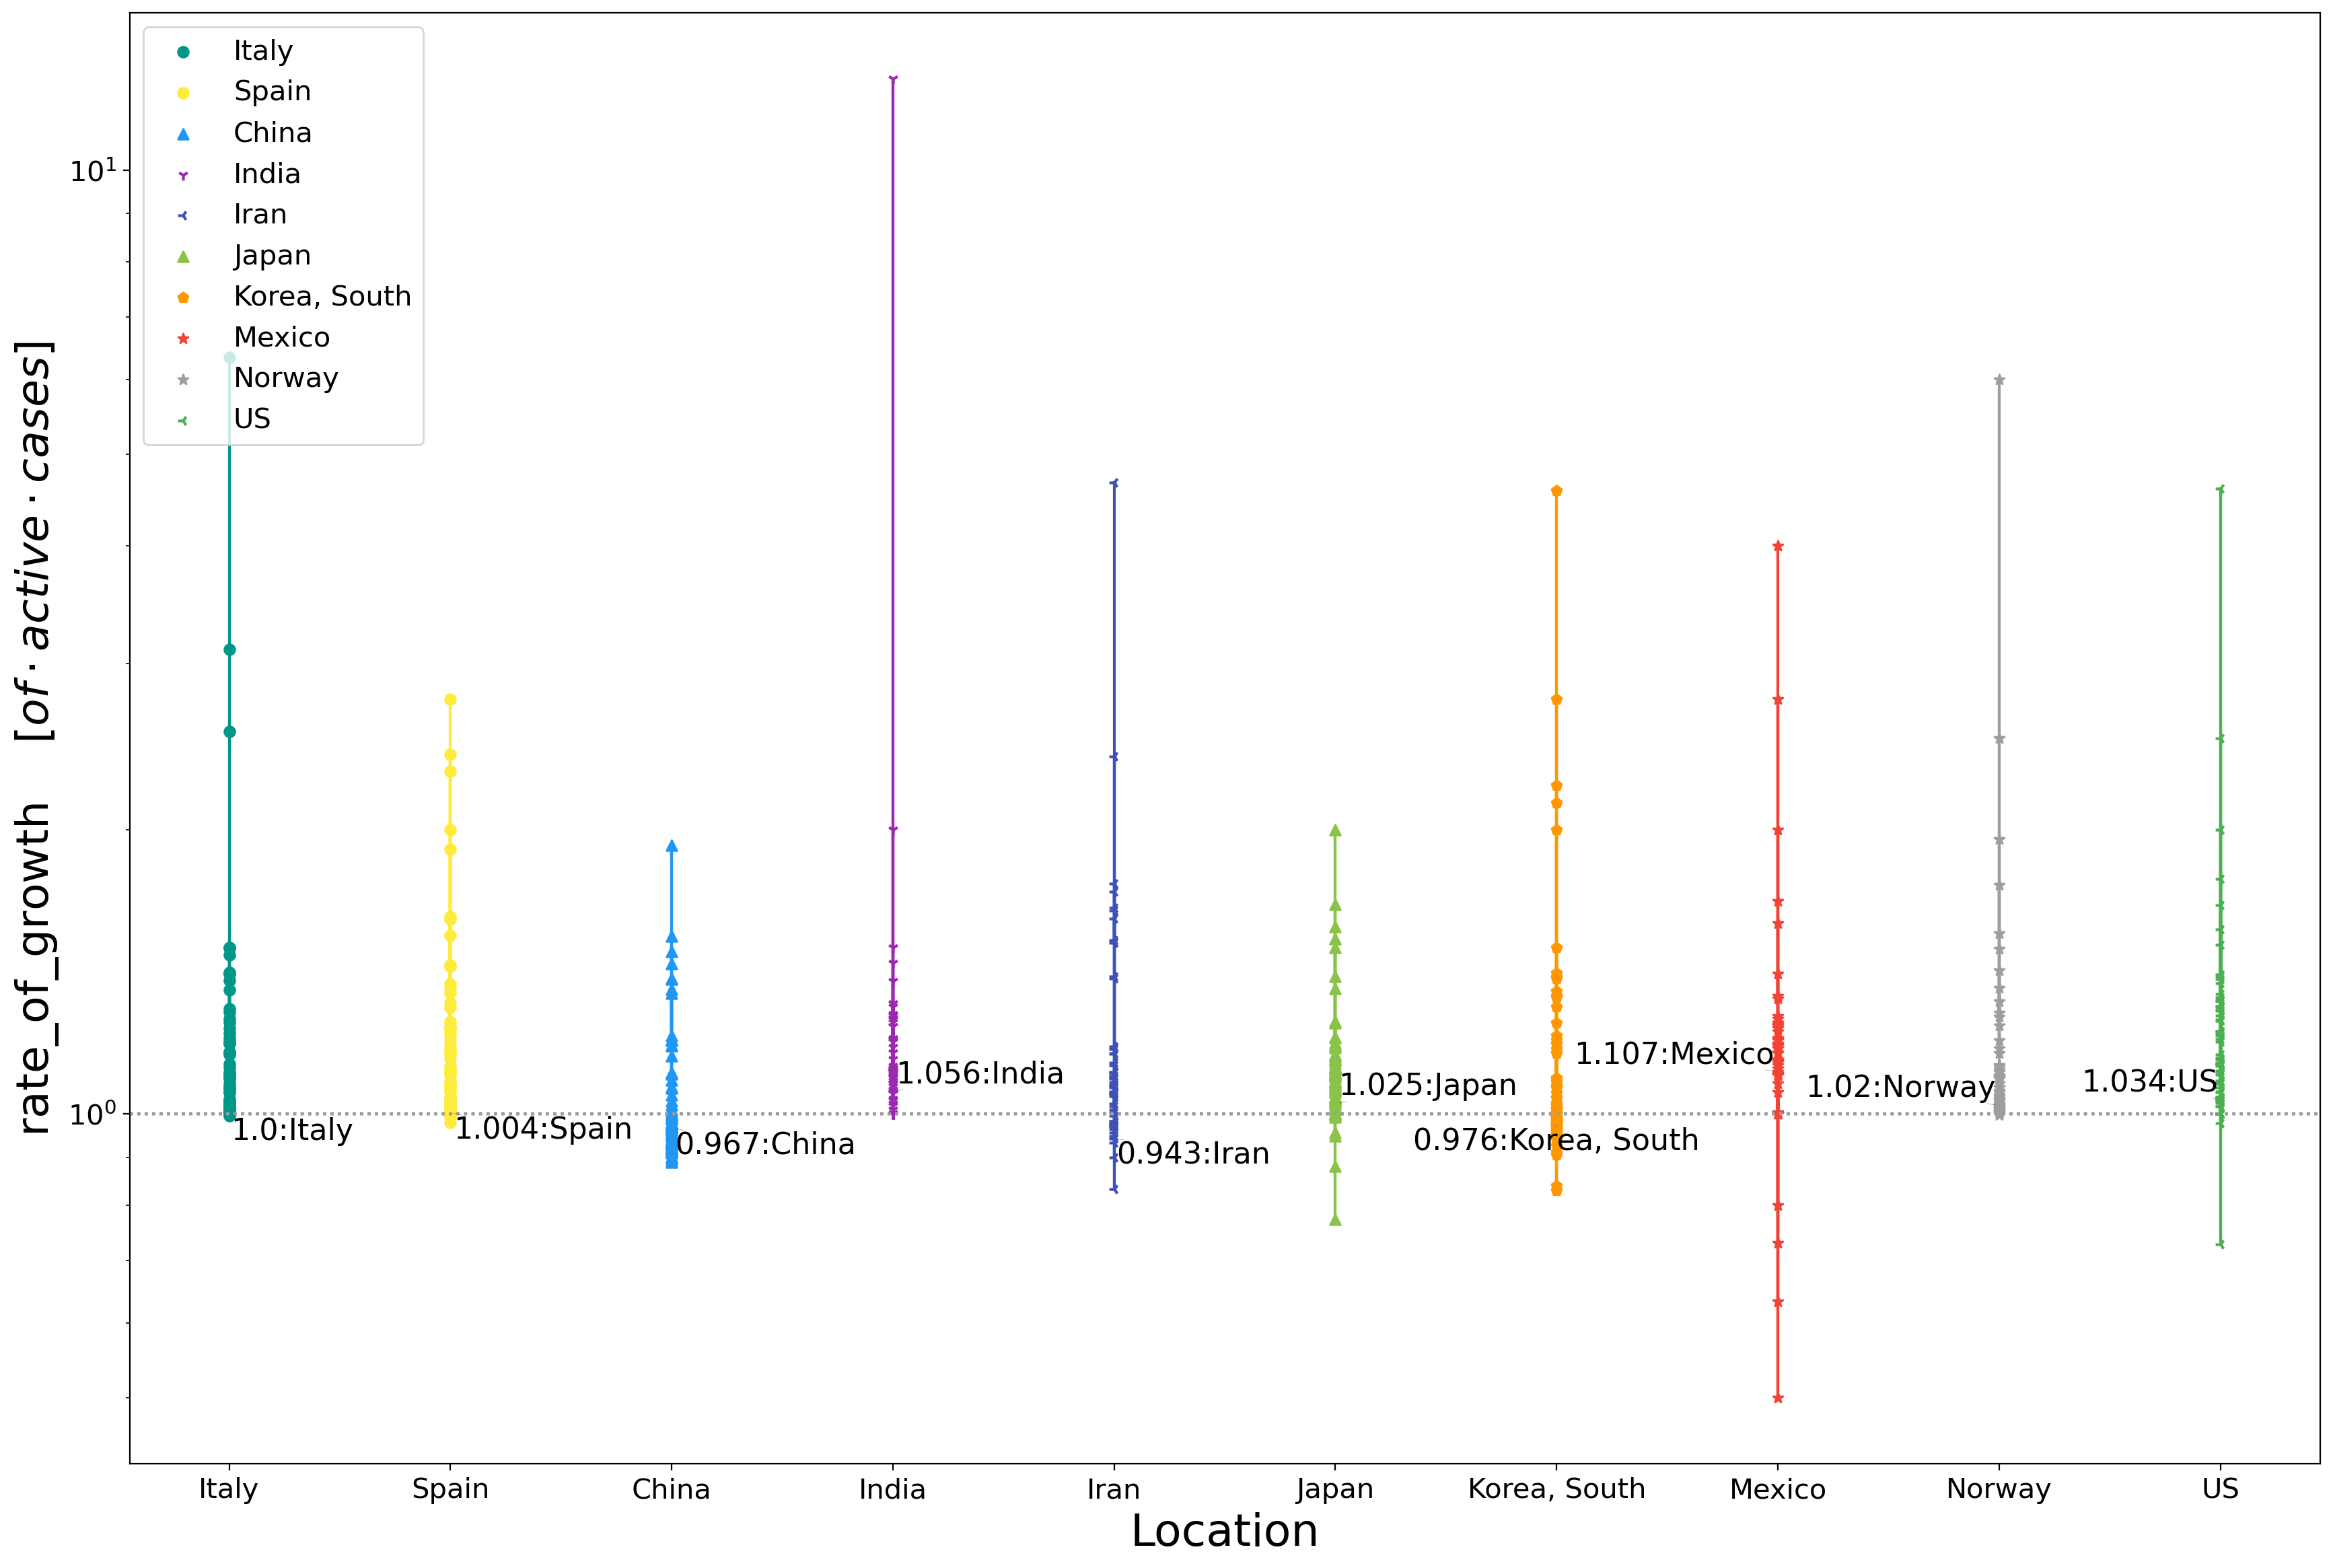 Italy
Spain
China
India
Iran
Japan
Korea, South
Mexico
Norway
US
10¹
10⁰
rate_of_growth [of · active · cases]
1.0:Italy
1.004:Spain
0.967:China
1.056:India
0.943:Iran
1.025:Japan
0.976:Korea, South
1.107:Mexico
1.02:Norway
1.034:US
Italy Spain China India Iran Japan Korea, South Mexico Norway US
Location